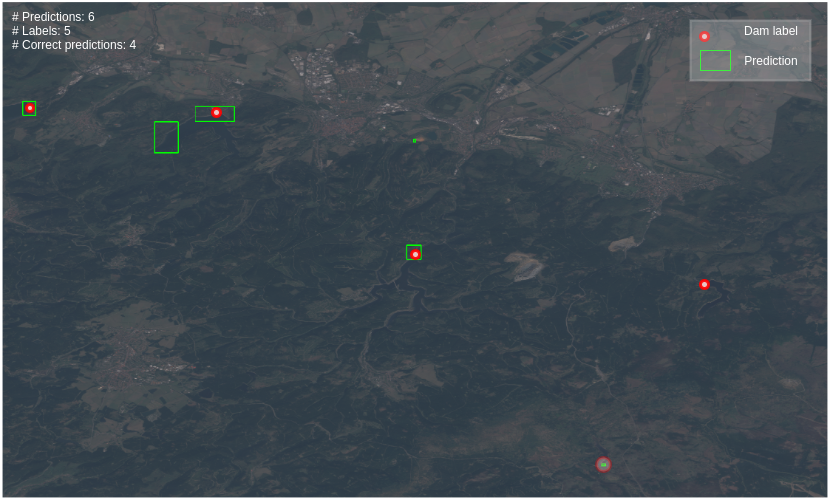 # Predictions: 6
# Labels: 5
# Correct predictions: 4
Dam label
Prediction